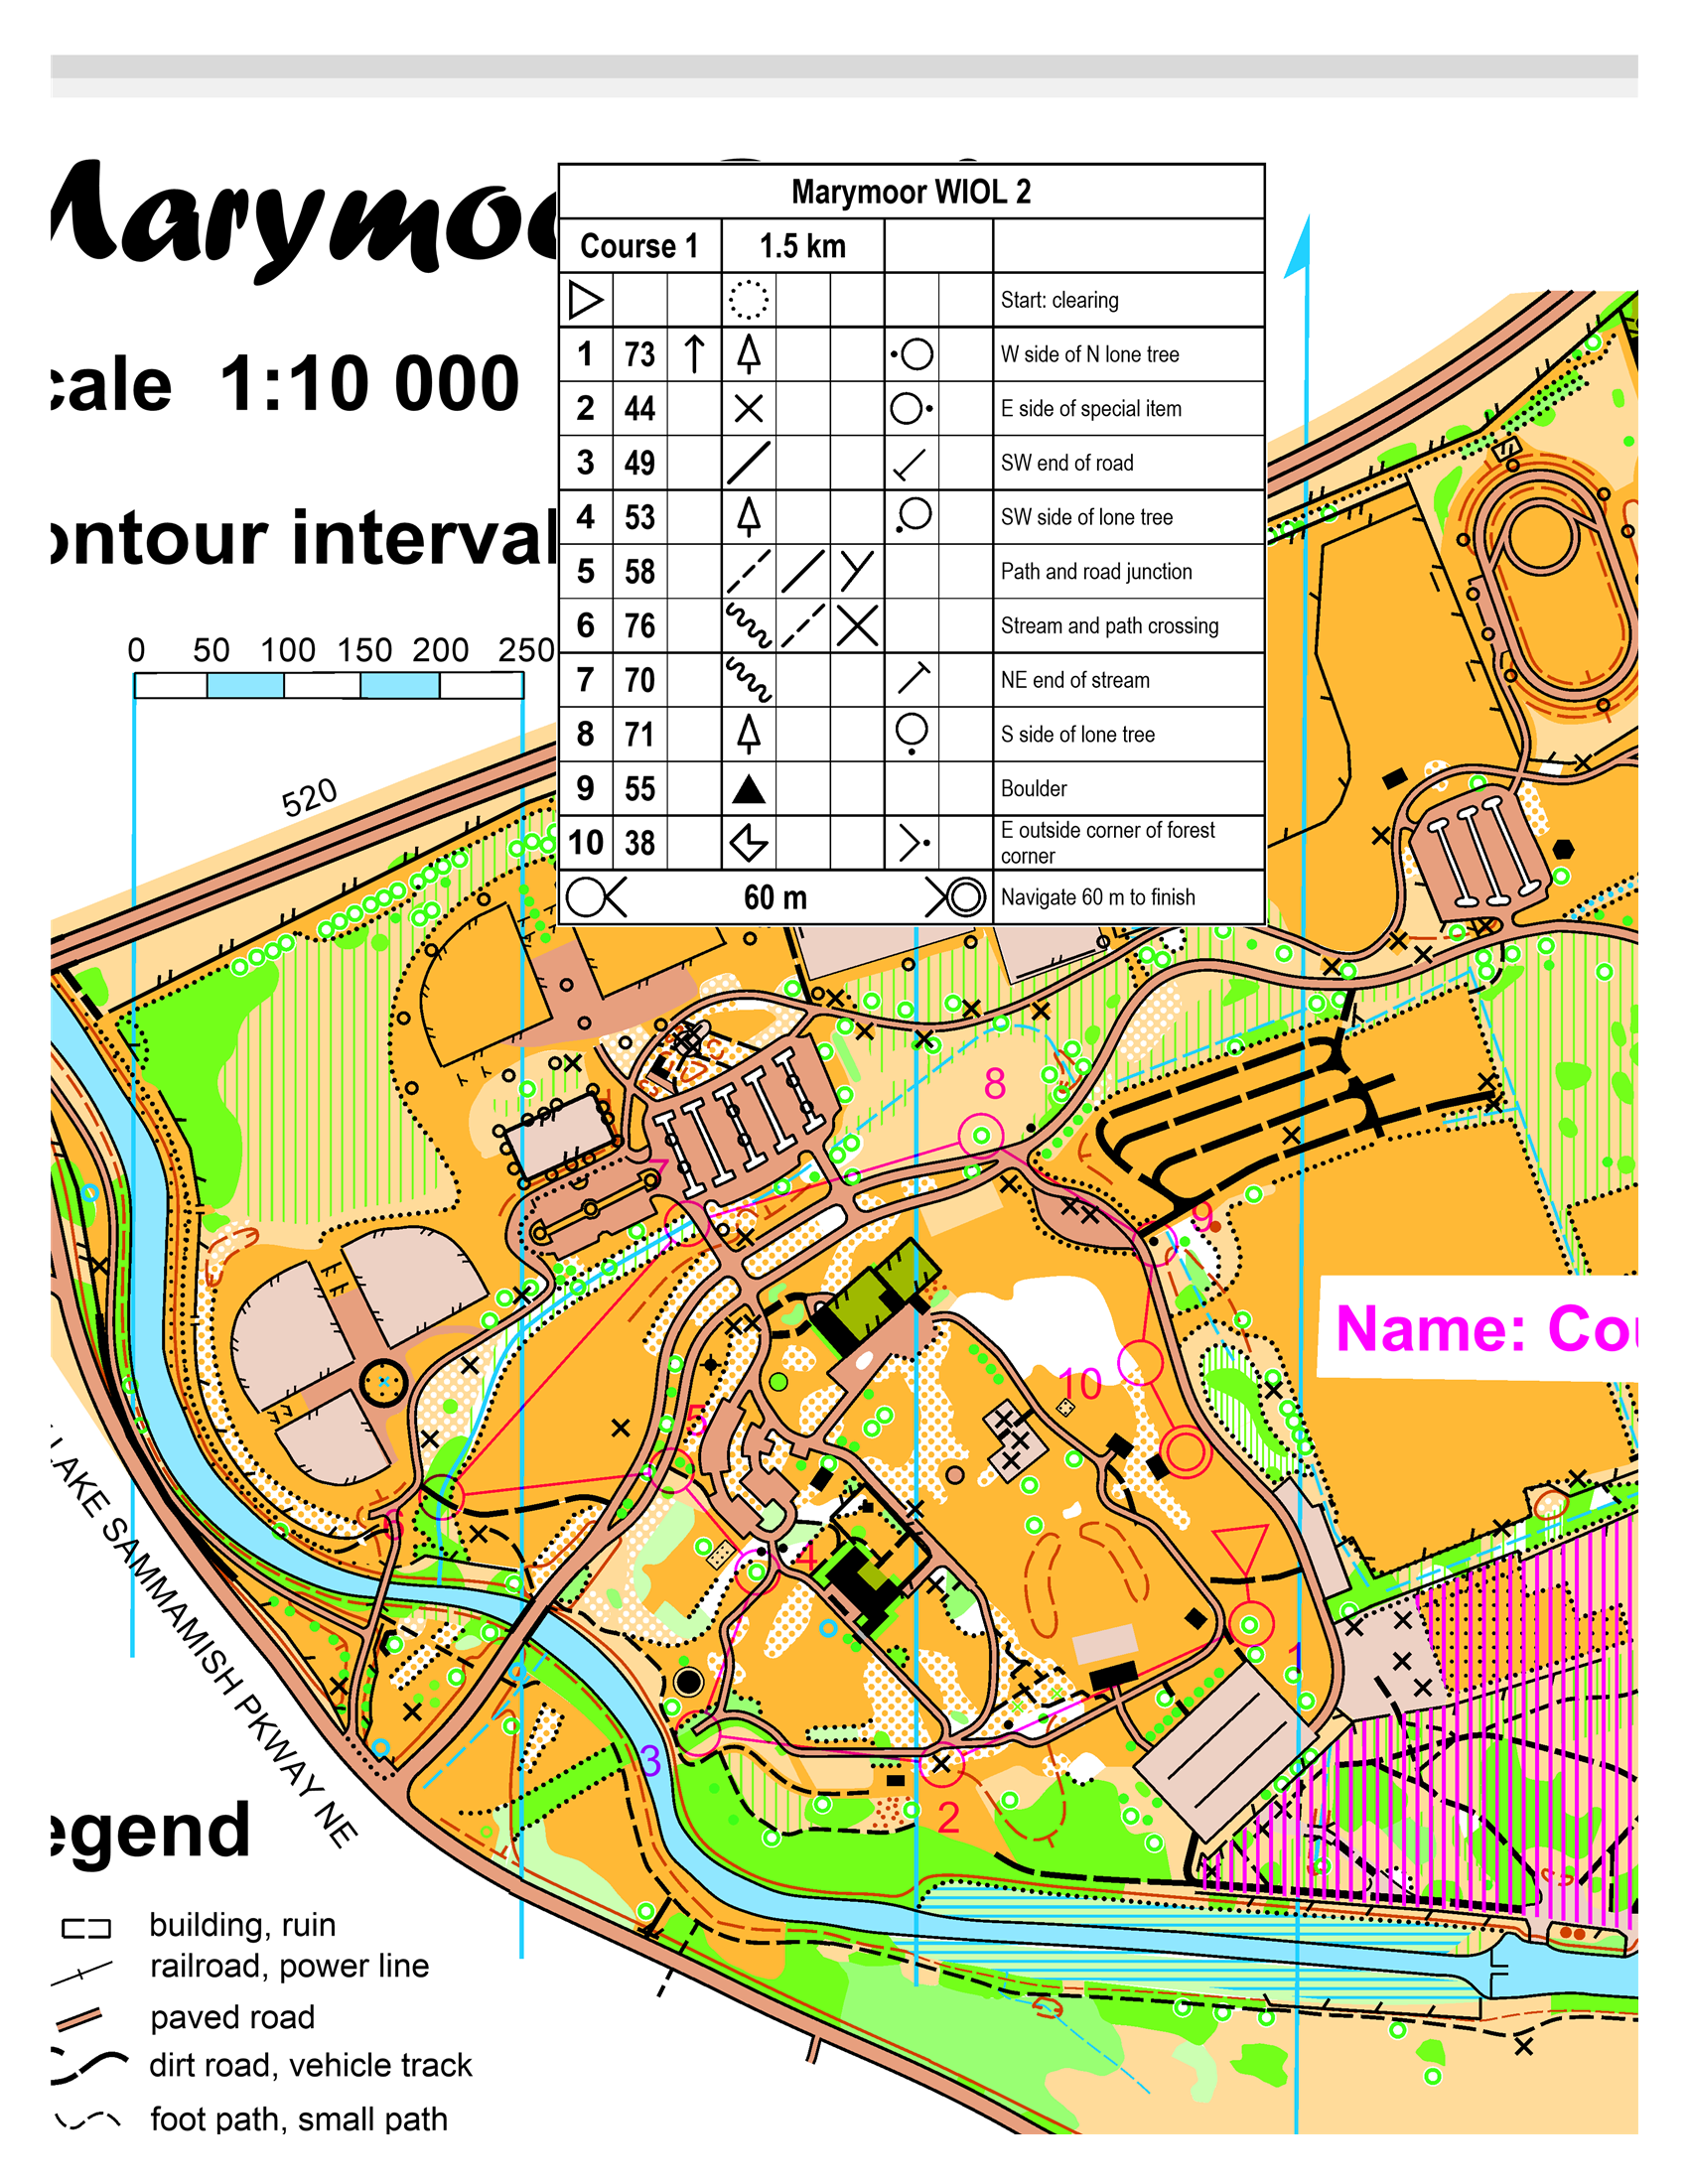 Marymoo
Marymoor WIOL 2
Course 1 1.5 km
Start: clearing
1 73 W side of N lone tree
2 44 E side of special item
3 49 SW end of road
4 53 SW side of lone tree
5 58 Path and road junction
6 76 Stream and path crossing
7 70 NE end of stream
8 71 S side of lone tree
9 55 Boulder
10 38 E outside corner of forest
corner
60 m Navigate 60 m to finish
cale 1:10 000
ontour interval
0 50 100 150 200 250
520
8
7
9
Name: Cou
10
5
6
4
1
3
2
LAKE SAMMAMISH PKWAY NE
egend
building, ruin
railroad, power line
paved road
dirt road, vehicle track
foot path, small path